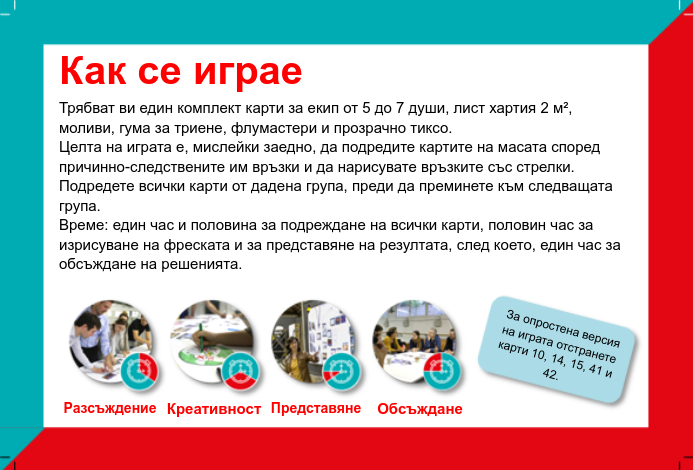 Как се играе
Трябват ви един комплект карти за екип от 5 до 7 души, лист хартия 2 м²,
моливи, гума за триене, флумастери и прозрачно тиксо.
Целта на играта е, мислейки заедно, да подредите картите на масата според
причинно-следствените им връзки и да нарисувате връзките със стрелки.
Подредете всички карти от дадена група, преди да преминете към следващата
група.
Време: един час и половина за подреждане на всички карти, половин час за
изрисуване на фреската и за представяне на резултата, след което, един час за
обсъждане на решенията.
За опростена версия
на играта отстранете
карти 10, 14, 15, 41 и
42.
Разсъждение Креативност Представяне Обсъждане